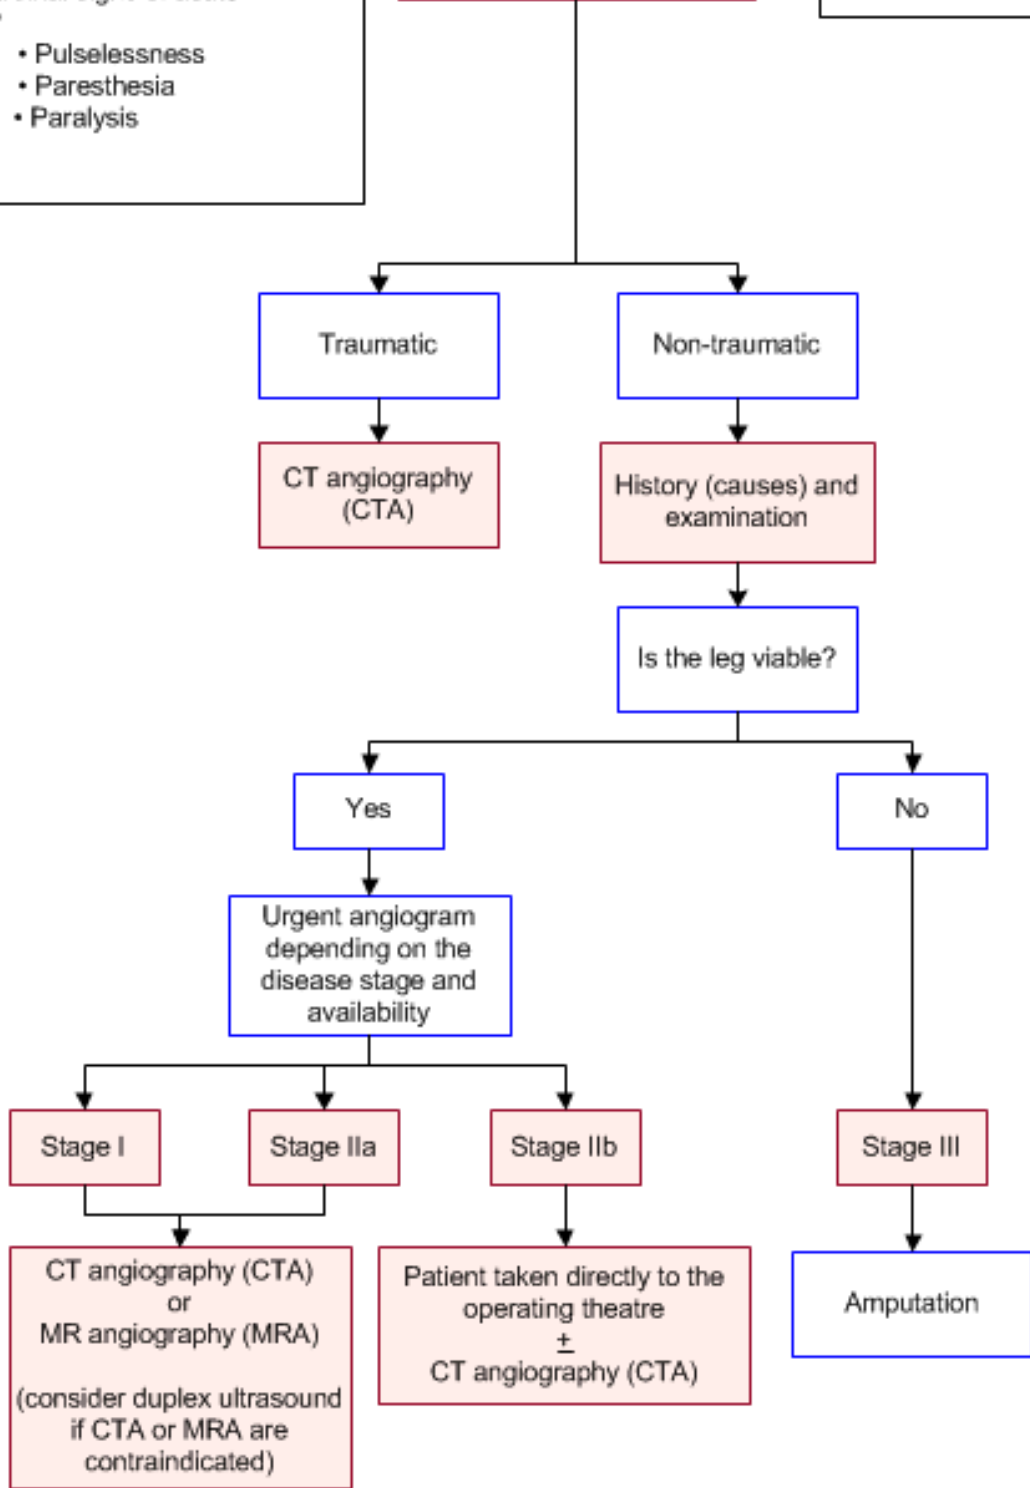 • Pulselessness
• Paresthesia
• Paralysis
Traumatic
Non-traumatic
CT angiography
(CTA)
History (causes) and
examination
Is the leg viable?
Yes
No
Urgent angiogram
depending on the
disease stage and
availability
Stage I
Stage IIa
Stage IIb
Stage III
CT angiography (CTA)
or
MR angiography (MRA)
(consider duplex ultrasound
if CTA or MRA are
contraindicated)
Patient taken directly to the
operating theatre
±
CT angiography (CTA)
Amputation